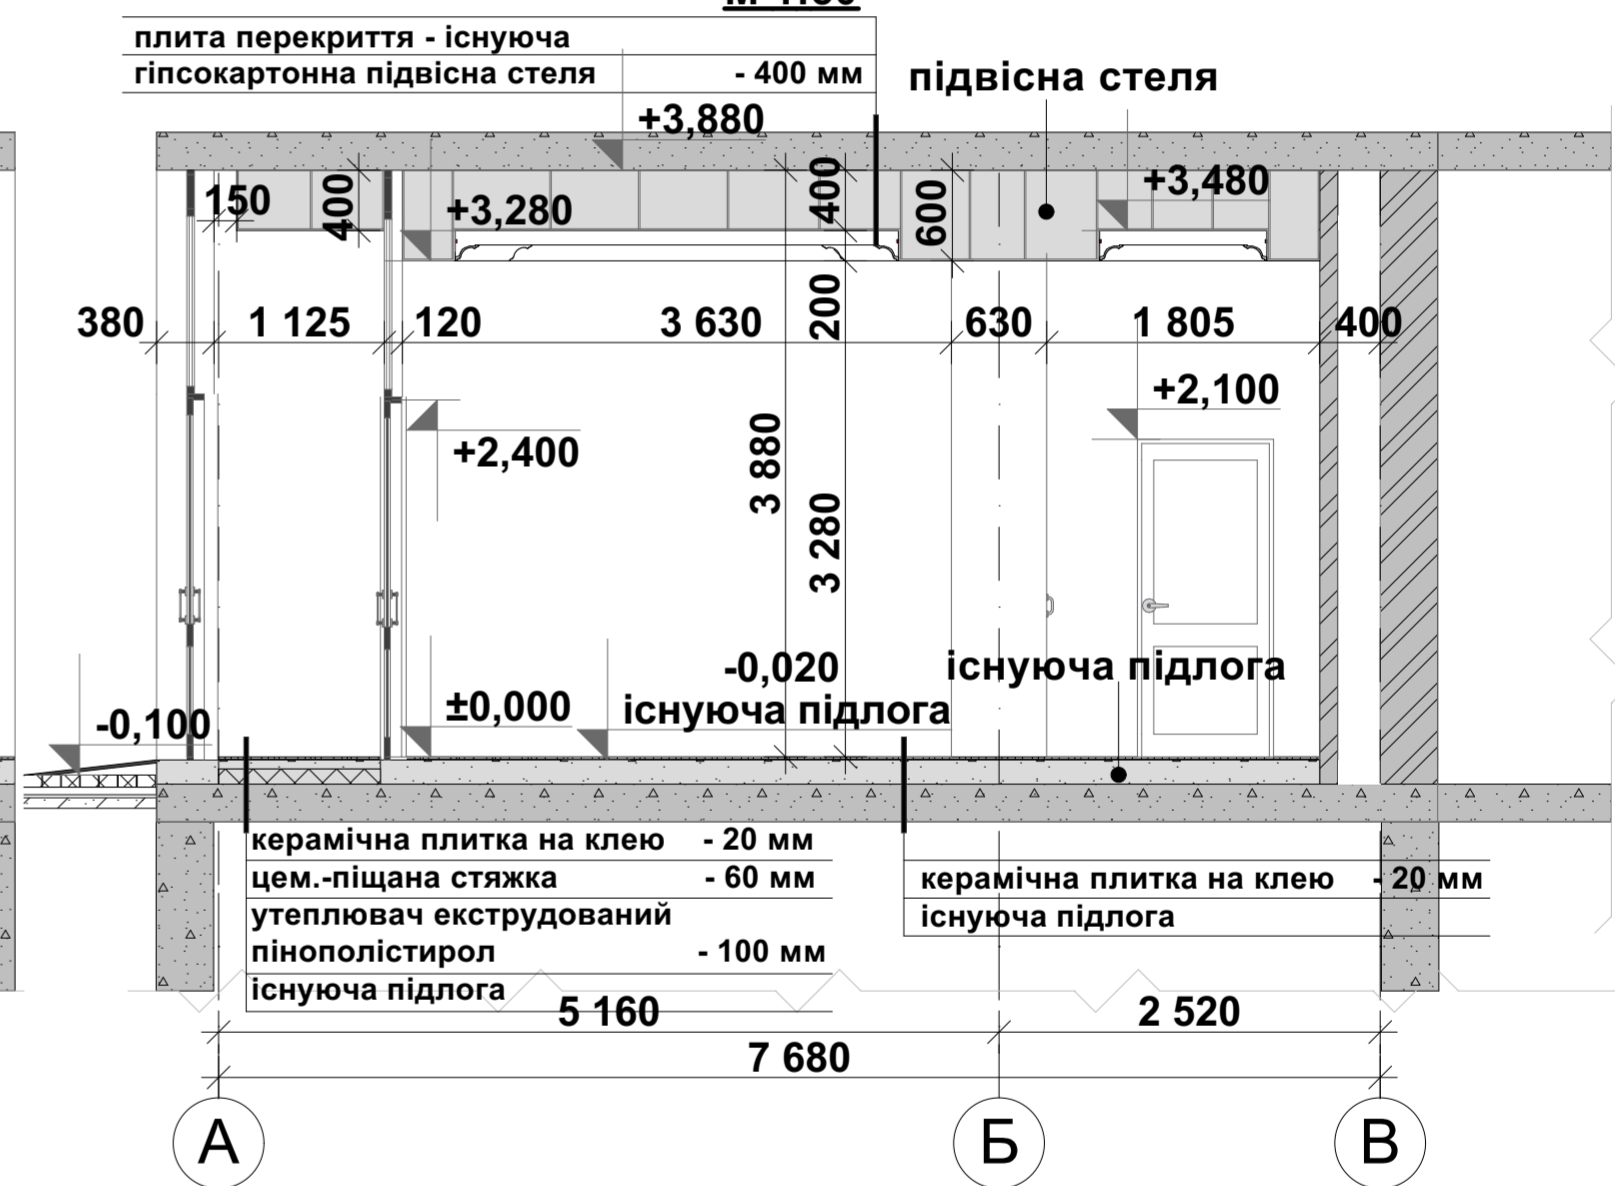 плита перекриття - існуюча
гіпсокартонна підвісна стеля - 400 мм
підвісна стеля
+3,880
150
400
+3,280
400
600
+3,480
380
1 125
120
3 630
200
630
1 805
400
+2,100
+2,400
3 880
3 280
-0,020
існуюча підлога
існуюча підлога
±0,000
-0,100
керамічна плитка на клею - 20 мм
цем.-піщана стяжка - 60 мм
утеплювач екструдований
пінополістирол - 100 мм
існуюча підлога
керамічна плитка на клею - 20 мм
існуюча підлога
5 160
2 520
7 680
А
Б
В